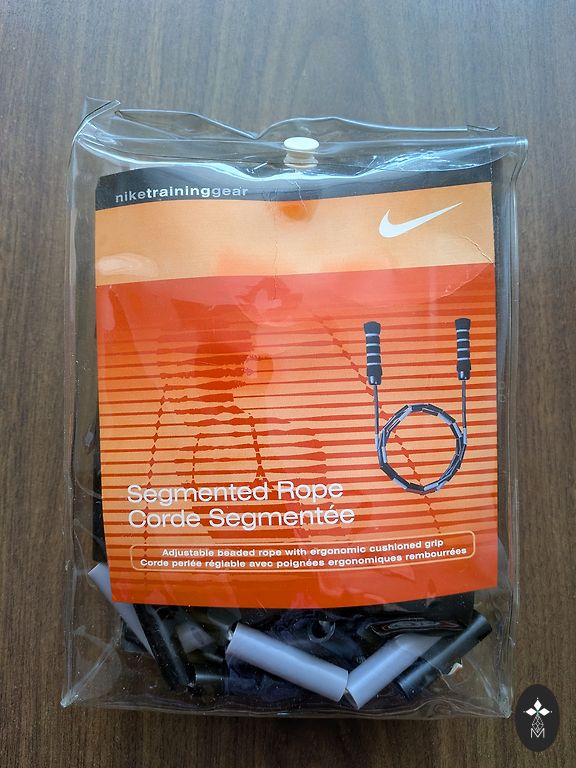 niketraininggear
Segmented Rope
Corde Segmentée
Adjustable beaded rope with ergonomic cushioned grip
Corde perlée réglable avec poignées ergonomiques rembourrées
M